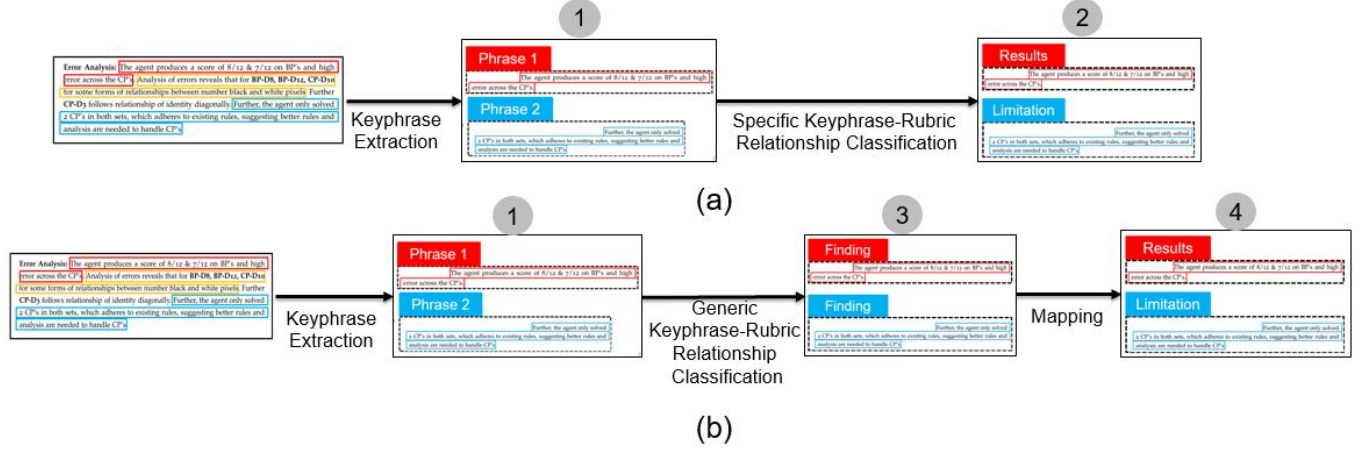 1
2
Error Analysis: The agent produces a score of 8/12 & 7/12 on BP's and high
error across the CP's. Analysis of errors reveals that for BP-D8, BP-D12, CP-D10
for some forms of relationships between number black and white pixels. Further
CP-D3 follows relationship of identity diagonally. Further, the agent only solved
2 CP's in both sets, which adheres to existing rules, suggesting better rules and
analysis are needed to handle CP's
Keyphrase
Extraction
Phrase 1
The agent produces a score of 8/12 & 7/12 on BP's and high
error across the CP's.
Phrase 2
Further, the agent only solved
2 CP's in both sets, which adheres to existing rules, suggesting better rules and
analysis are needed to handle CP's
Specific Keyphrase-Rubric
Relationship Classification
Results
The agent produces a score of 8/12 & 7/12 on BP's and high
error across the CP's.
Limitation
Further, the agent only solved
2 CP's in both sets, which adheres to existing rules, suggesting better rules and
analysis are needed to handle CP's
(a)
1
3
4
Error Analysis: The agent produces a score of 8/12 & 7/12 on BP's and high
error across the CP's. Analysis of errors reveals that for BP-D8, BP-D12, CP-D10
for some forms of relationships between number black and white pixels. Further
CP-D3 follows relationship of identity diagonally. Further, the agent only solved
2 CP's in both sets, which adheres to existing rules, suggesting better rules and
analysis are needed to handle CP's
Keyphrase
Extraction
Phrase 1
The agent produces a score of 8/12 & 7/12 on BP's and high
error across the CP's.
Phrase 2
Further, the agent only solved
2 CP's in both sets, which adheres to existing rules, suggesting better rules and
analysis are needed to handle CP's
Generic
Keyphrase-Rubric
Relationship
Classification
Finding
The agent produces a score of 8/12 & 7/12 on BP's and high
error across the CP's.
Finding
Further, the agent only solved
2 CP's in both sets, which adheres to existing rules, suggesting better rules and
analysis are needed to handle CP's
Mapping
Results
The agent produces a score of 8/12 & 7/12 on BP's and high
error across the CP's.
Limitation
Further, the agent only solved
2 CP's in both sets, which adheres to existing rules, suggesting better rules and
analysis are needed to handle CP's
(b)